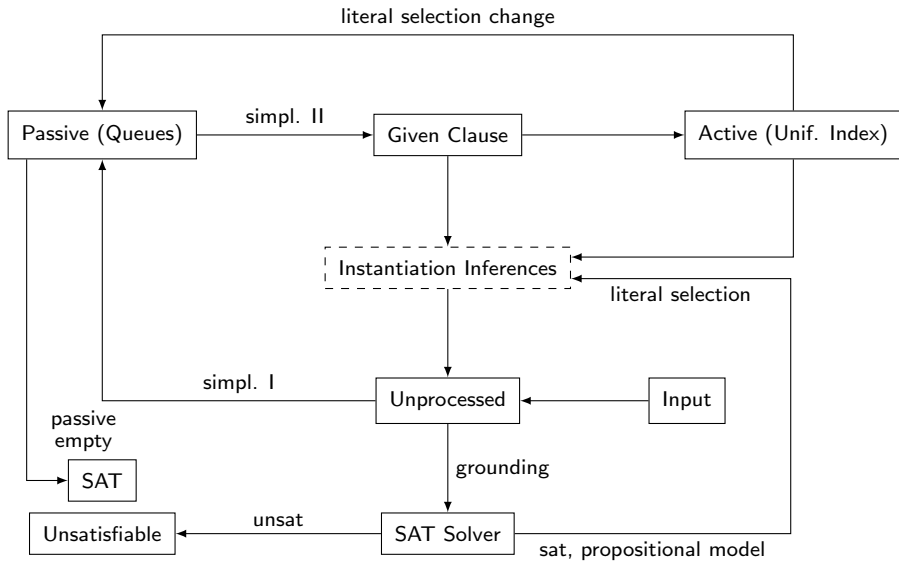 literal selection change
Passive (Queues)
simpl. II
Given Clause
Active (Unif. Index)
Instantiation Inferences
literal selection
simpl. I
Unprocessed
Input
passive
empty
grounding
SAT
Unsatisfiable
unsat
SAT Solver
sat, propositional model